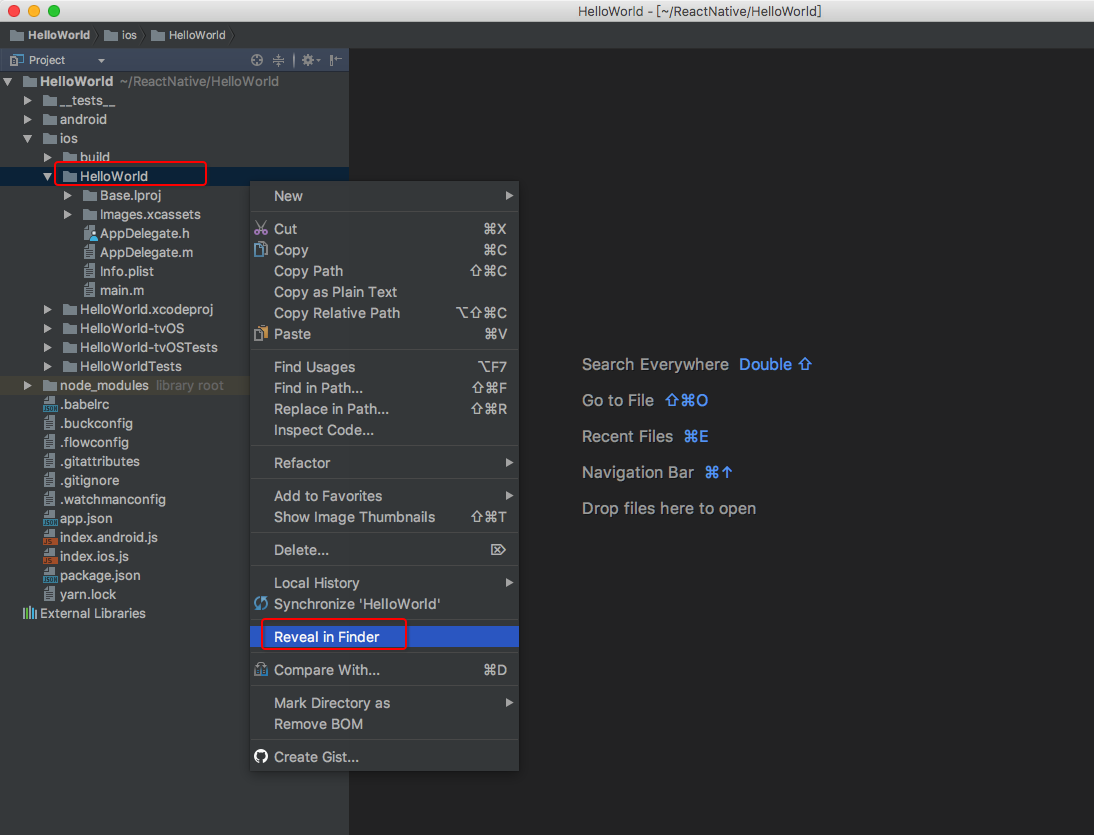 HelloWorld - [~/ReactNative/HelloWorld]
HelloWorld ios HelloWorld
Project
HelloWorld ~/ReactNative/HelloWorld
__tests__
android
ios
build
HelloWorld
Base.lproj
Images.xcassets
AppDelegate.h
AppDelegate.m
Info.plist
main.m
HelloWorld.xcodeproj
HelloWorld-tvOS
HelloWorld-tvOSTests
HelloWorldTests
node_modules library root
.babelrc
.buckconfig
.flowconfig
.gitattributes
.gitignore
.watchmanconfig
app.json
index.android.js
index.ios.js
package.json
yarn.lock
External Libraries
New
Cut ⌘X
Copy ⌘C
Copy Path ⇧⌘C
Copy as Plain Text
Copy Relative Path ⌥⇧⌘C
Paste ⌘V
Find Usages ⌥F7
Find in Path... ⇧⌘F
Replace in Path... ⇧⌘R
Inspect Code...
Refactor
Add to Favorites
Show Image Thumbnails ⇧⌘T
Delete... ⌦
Local History
Synchronize 'HelloWorld'
Reveal in Finder
Compare With... ⌘D
Mark Directory as
Remove BOM
Create Gist...
Search Everywhere Double ⇧
Go to File ⇧⌘O
Recent Files ⌘E
Navigation Bar ⌘↑
Drop files here to open